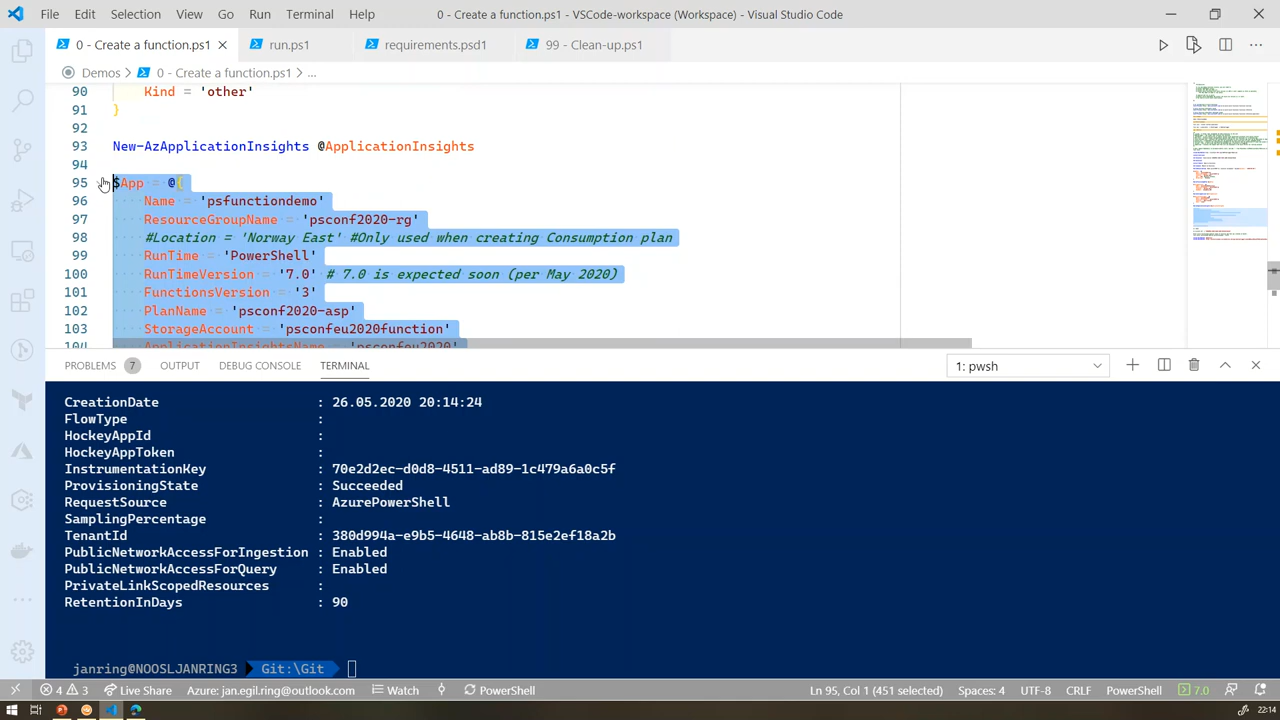 File Edit Selection View Go Run Terminal Help 0 - Create a function.ps1 - VSCode-workspace (Workspace) - Visual Studio Code
0 - Create a function.ps1 run.ps1 requirements.psd1 99 - Clean-up.ps1
Demos > 0 - Create a function.ps1 > ...
90 Kind = 'other'
91 }
92
93 New-AzApplicationInsights @ApplicationInsights
94
95 $App = @{
96 Name = 'psfunctiondemo'
97 ResourceGroupName = 'psconf2020-rg'
98 #Location = 'Norway East' #Only used when creating Consumption plan
99 RunTime = 'PowerShell'
100 RunTimeVersion = '7.0' # 7.0 is expected soon (per May 2020)
101 FunctionsVersion = '3'
102 PlanName = 'psconf2020-asp'
103 StorageAccount = 'psconfeu2020function'
104 ApplicationInsightsName = 'psconfeu2020'
PROBLEMS 7 OUTPUT DEBUG CONSOLE TERMINAL 1: pwsh
CreationDate : 26.05.2020 20:14:24
FlowType :
HockeyAppId :
HockeyAppToken :
InstrumentationKey : 70e2d2ec-d0d8-4511-ad89-1c479a6a0c5f
ProvisioningState : Succeeded
RequestSource : AzurePowerShell
SamplingPercentage :
TenantId : 380d994a-e9b5-4648-ab8b-815e2ef18a2b
PublicNetworkAccessForIngestion : Enabled
PublicNetworkAccessForQuery : Enabled
PrivateLinkScopedResources :
RetentionInDays : 90
janring@NOOSLJANRING3 Git:\Git
4 3 Live Share Azure: jan.egil.ring@outlook.com Watch PowerShell Ln 95, Col 1 (451 selected) Spaces: 4 UTF-8 CRLF PowerShell 7.0
22:14